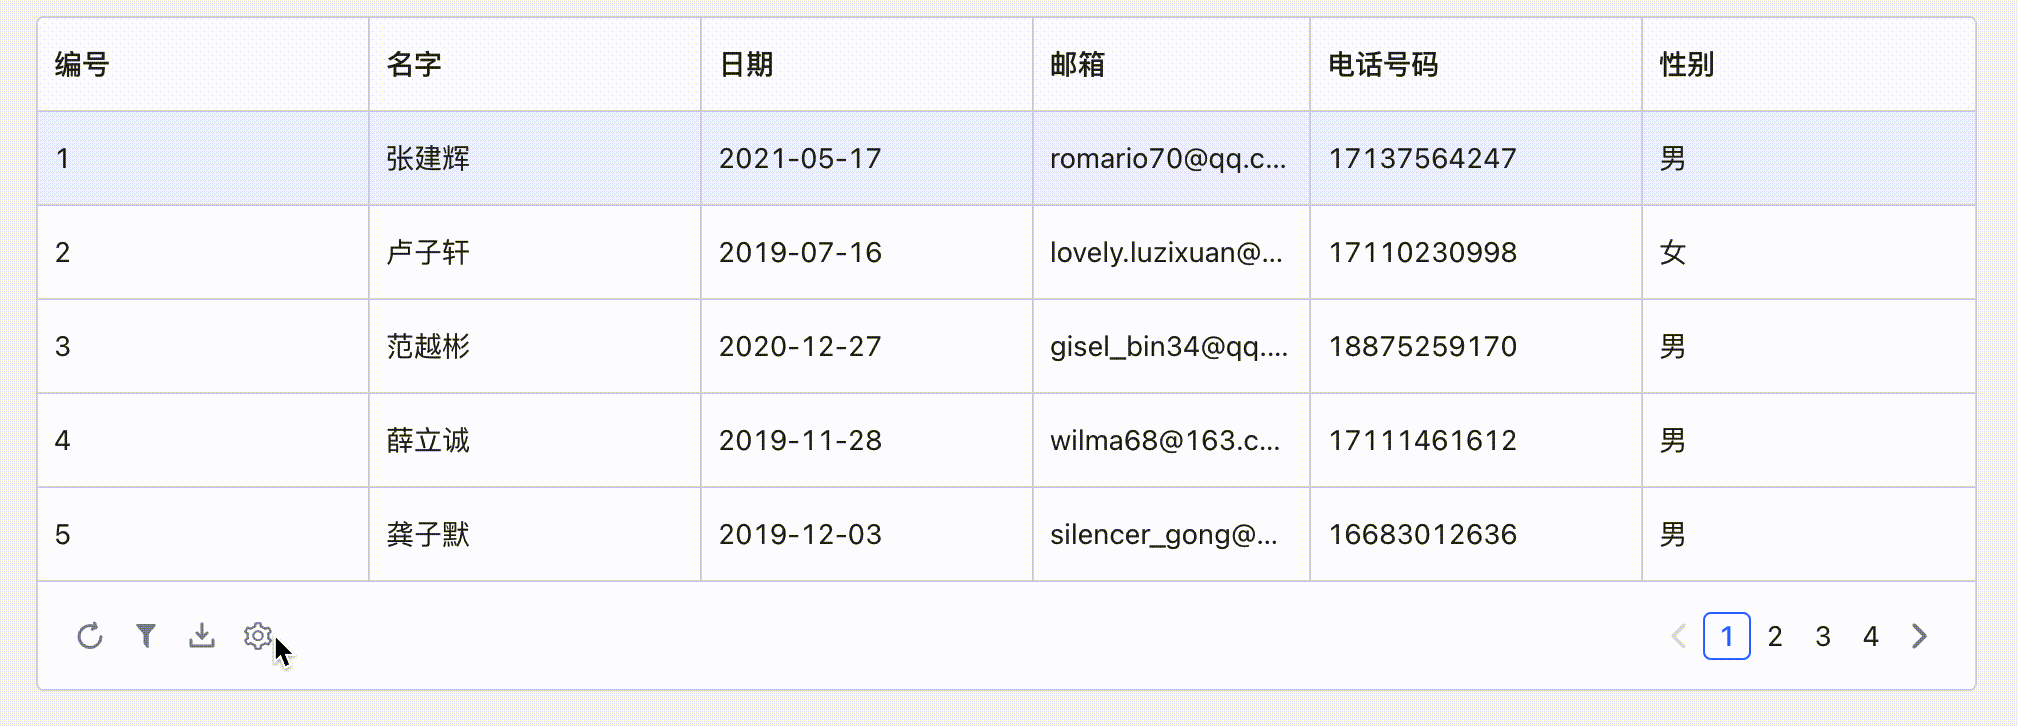 编号 名字 日期 邮箱 电话号码 性别
1 张建辉 2021-05-17 romario70@qq.c... 17137564247 男
2 卢子轩 2019-07-16 lovely.luzixuan@... 17110230998 女
3 范越彬 2020-12-27 gisel_bin34@qq.... 18875259170 男
4 薛立诚 2019-11-28 wilma68@163.c... 17111461612 男
5 龚子默 2019-12-03 silencer_gong@... 16683012636 男
1 2 3 4